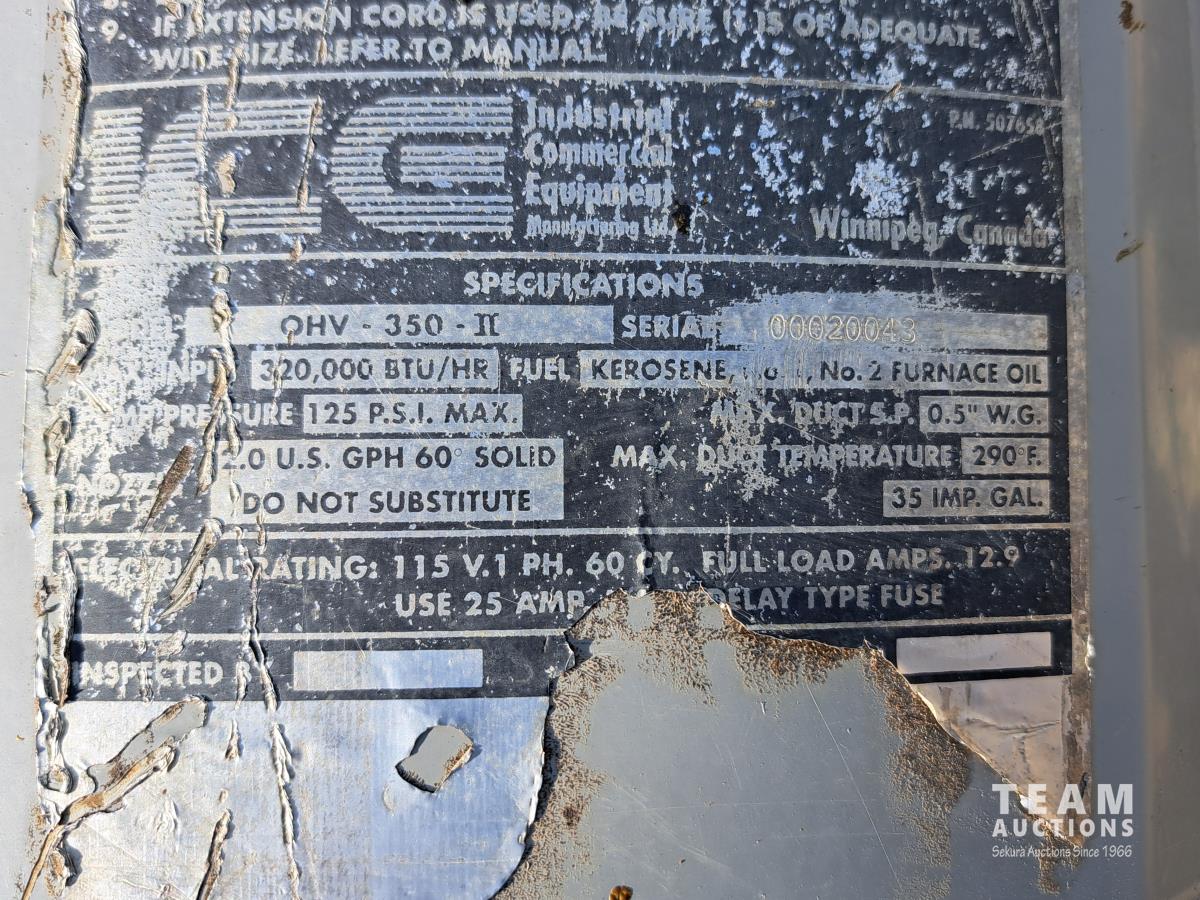 9. IF EXTENSION CORD IS USED, BE SURE IT IS OF ADEQUATE
WIRE SIZE. REFER TO MANUAL.
ICE
Industrial
Commercial
Equipment
Manufacturing Ltd.
P.N. 507656
Winnipeg, Canada
SPECIFICATIONS
OHV - 350 - II SERIAL 00020043
INPUT 320,000 BTU/HR FUEL KEROSENE, No. 2 FURNACE OIL
PRESSURE 125 P.S.I. MAX. MAX. DUCT S.P. 0.5" W.G.
2.0 U.S. GPH 60° SOLID MAX. DUCT TEMPERATURE 290°F.
DO NOT SUBSTITUTE 35 IMP. GAL.
ELECTRICAL RATING: 115 V.1 PH. 60 CY. FULL LOAD AMPS. 12.9
USE 25 AMP DELAY TYPE FUSE
INSPECTED
TEAM
AUCTIONS
Sekura Auctions Since 1966